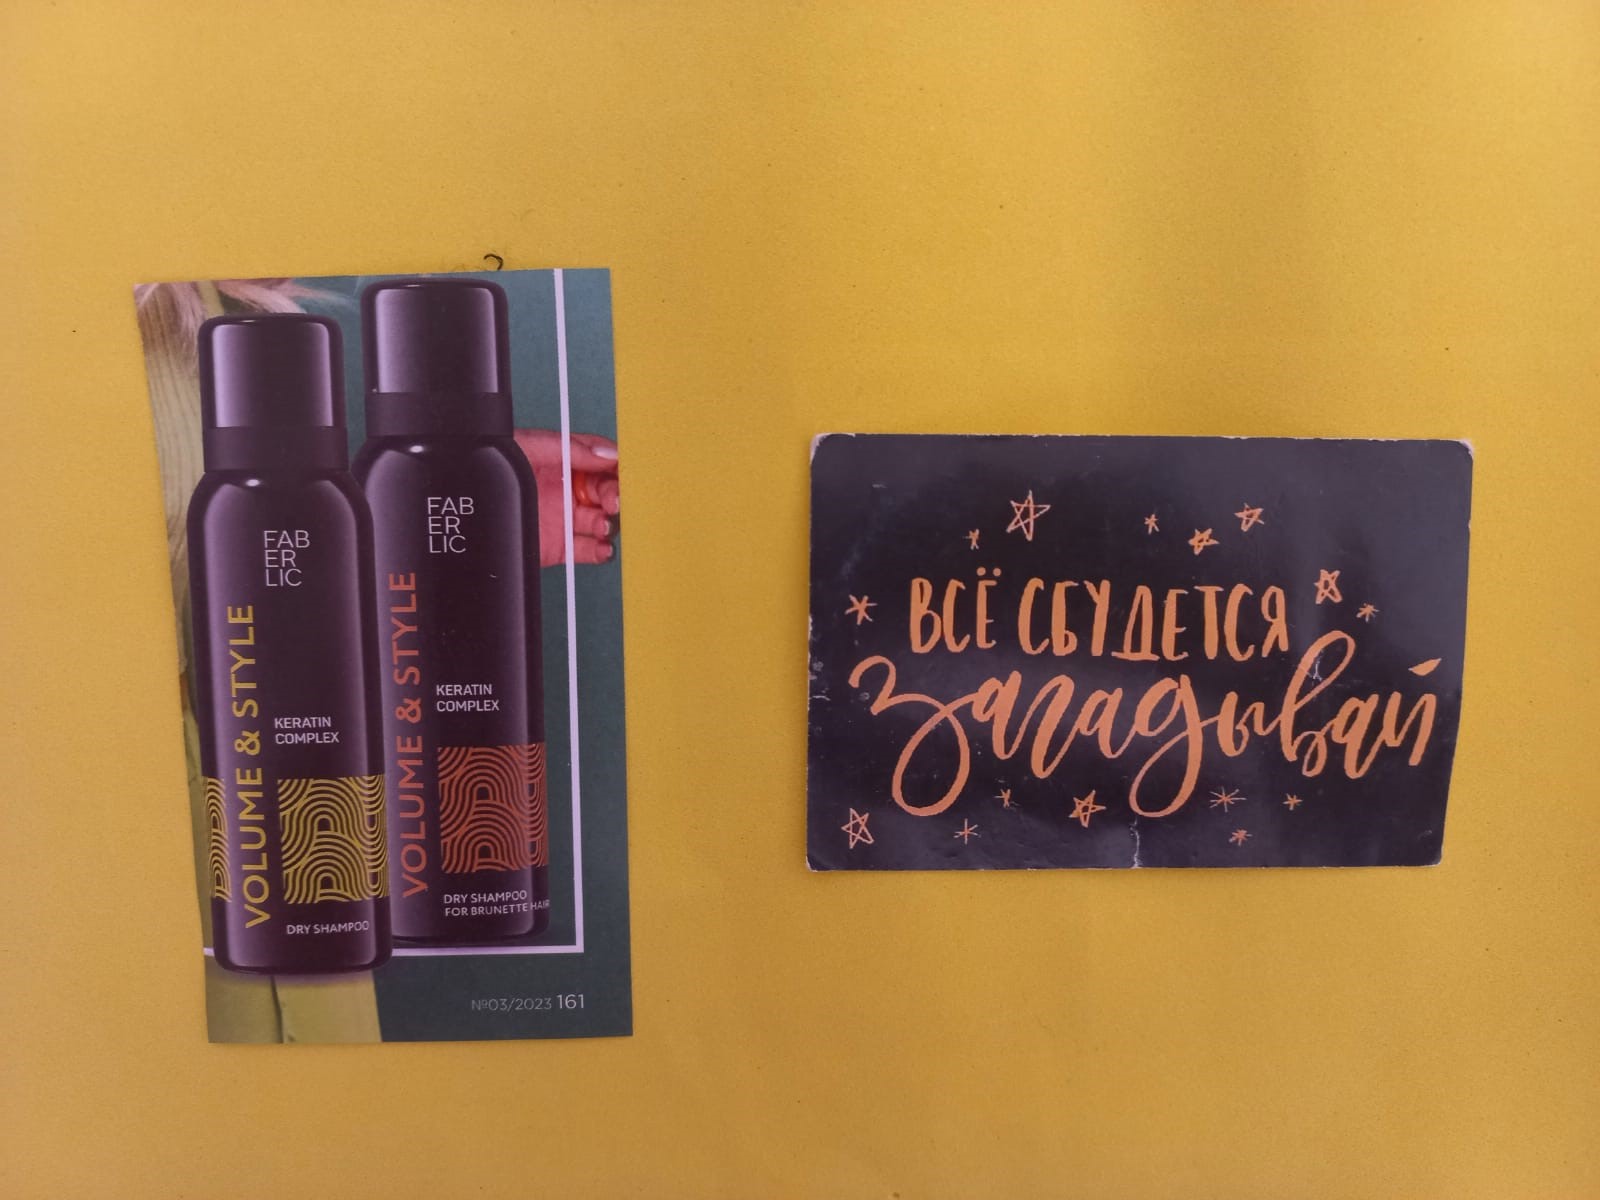 FAB
ER
LIC
VOLUME & STYLE
KERATIN
COMPLEX
DRY SHAMPOO
FAB
ER
LIC
VOLUME & STYLE
KERATIN
COMPLEX
DRY SHAMPOO
FOR BRUNETTE HAIR
№03/2023 161
ВСЁ СБУДЕТСЯ
Загадывай